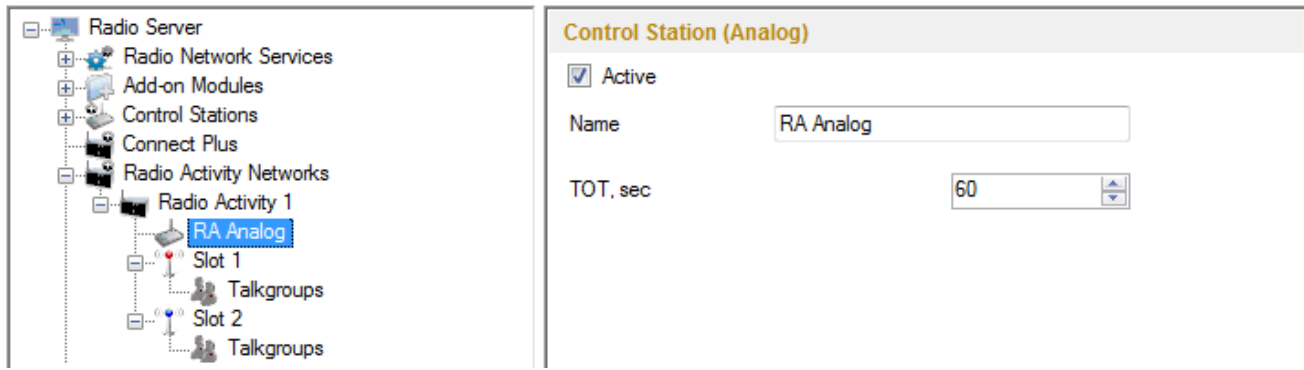 Radio Server
Radio Network Services
Add-on Modules
Control Stations
Connect Plus
Radio Activity Networks
Radio Activity 1
RA Analog
Slot 1
Talkgroups
Slot 2
Talkgroups
Control Station (Analog)
Active
Name RA Analog
TOT, sec 60